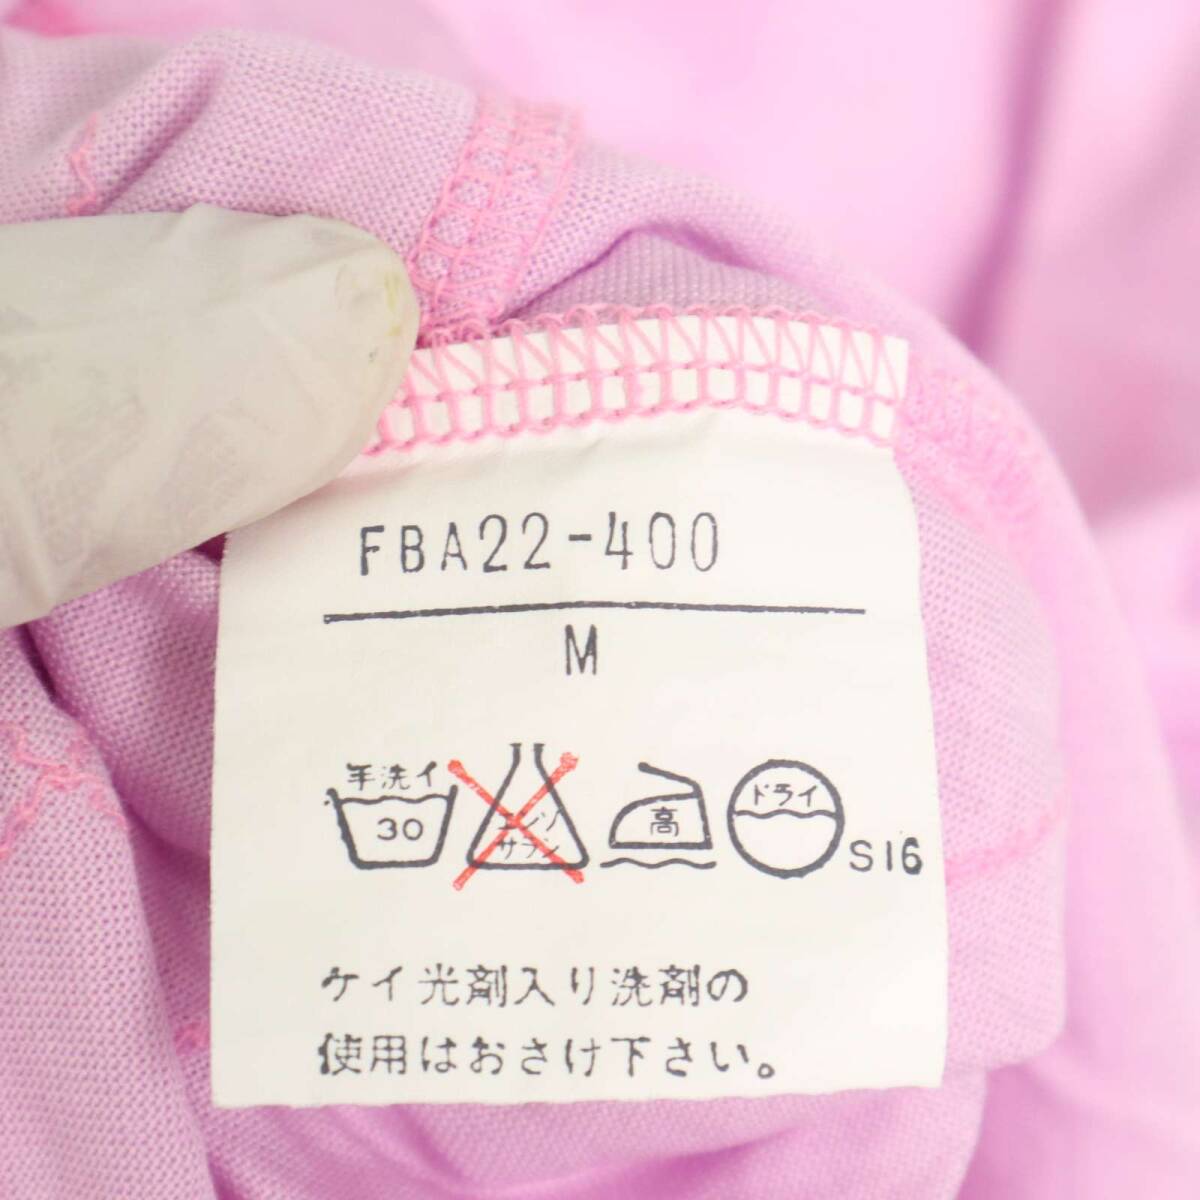 FBA22-400
M
手洗イ
30
エンソ
サラシ
高
ドライ
S16
ケイ光剤入り洗剤の
使用はおさけ下さい。